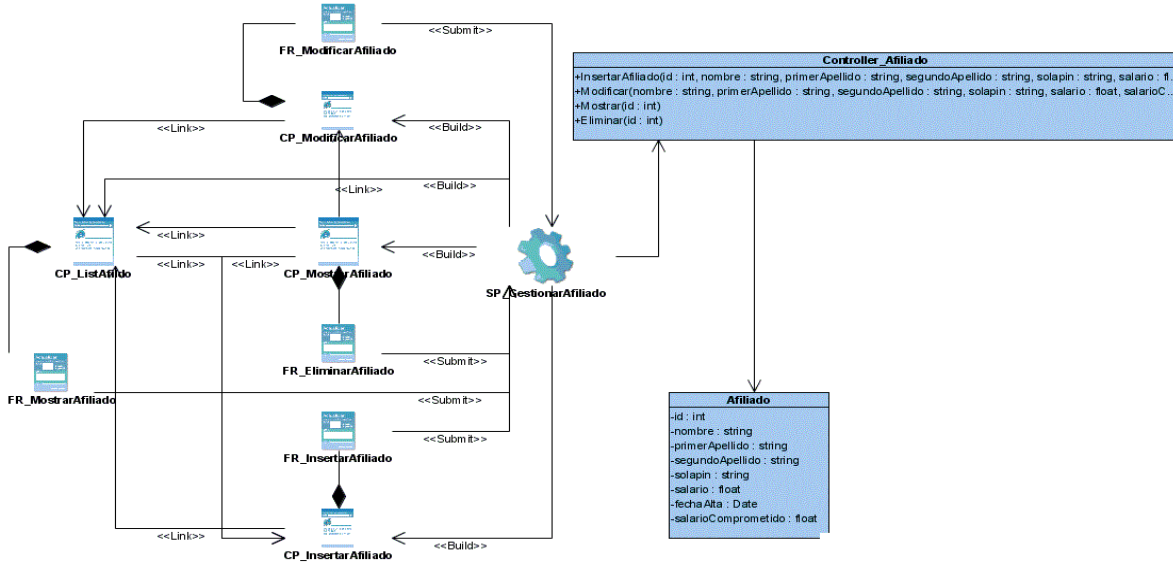 FR_ModificarAfiliado
<<Submit>>
Controller_Afiliado
+InsertarAfiliado(id : int, nombre : string, primerApellido : string, segundoApellido : string, solapin : string, salario : fl...
+Modificar(nombre : string, primerApellido : string, segundoApellido : string, solapin : string, salario : float, salarioC...
+Mostrar(id : int)
+Eliminar(id : int)
<<Link>>
CP_ModificarAfiliado
<<Build>>
<<Link>>
<<Build>>
<<Link>>
<<Build>>
CP_ListAfiido
<<Link>>
<<Link>>
CP_MostarAfiliado
SP_GestionarAfiliado
FR_EliminarAfiliado
<<Submit>>
FR_MostrarAfiliado
<<Submit>>
FR_InsertarAfiliado
<<Submit>>
Afiliado
-id : int
-nombre : string
-primerApellido : string
-segundoApellido : string
-solapin : string
-salario : float
-fechaAlta : Date
-salarioComprometido : float
<<Link>>
CP_InsertarAfiliado
<<Build>>